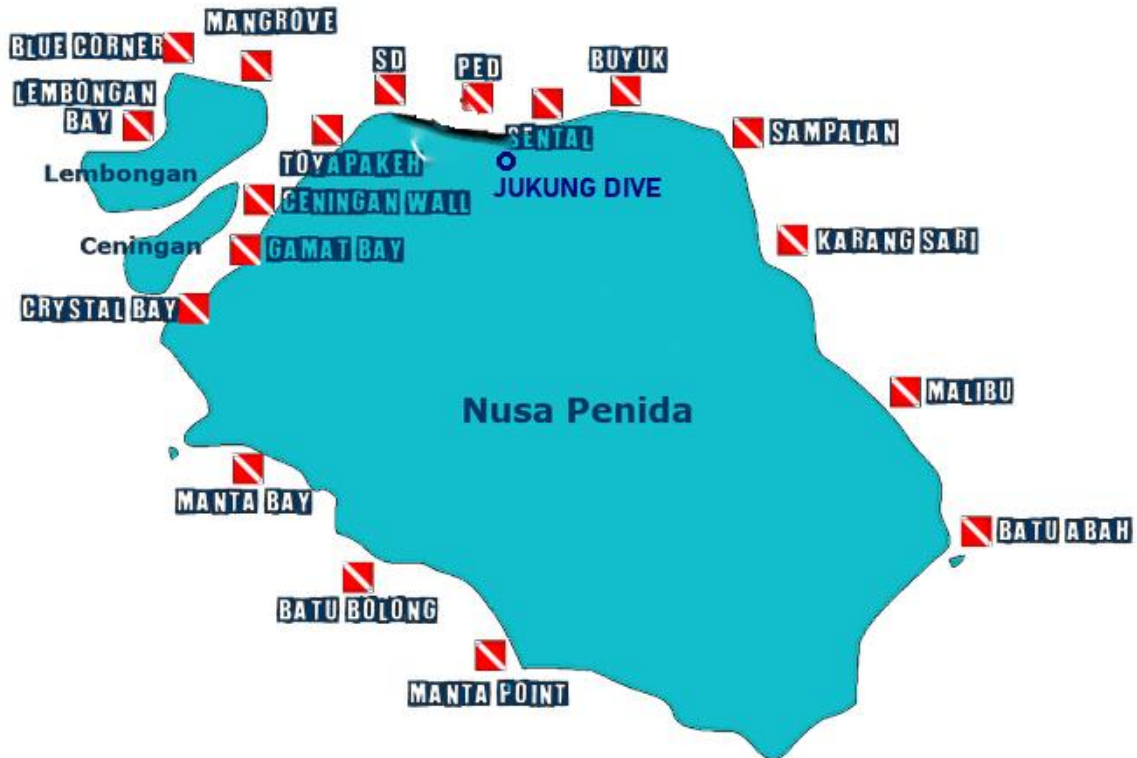 MANGROVE
BLUE CORNER
SD
PED
BUYUK
LEMBONGAN
BAY
SENTAL
SAMPALAN
TOYAPAKEH
JUKUNG DIVE
Lembongan
CENINGAN WALL
Ceningan
GAMAT BAY
KARANG SARI
CRYSTAL BAY
MALIBU
Nusa Penida
MANTA BAY
BATU ABAH
BATU BOLONG
MANTA POINT